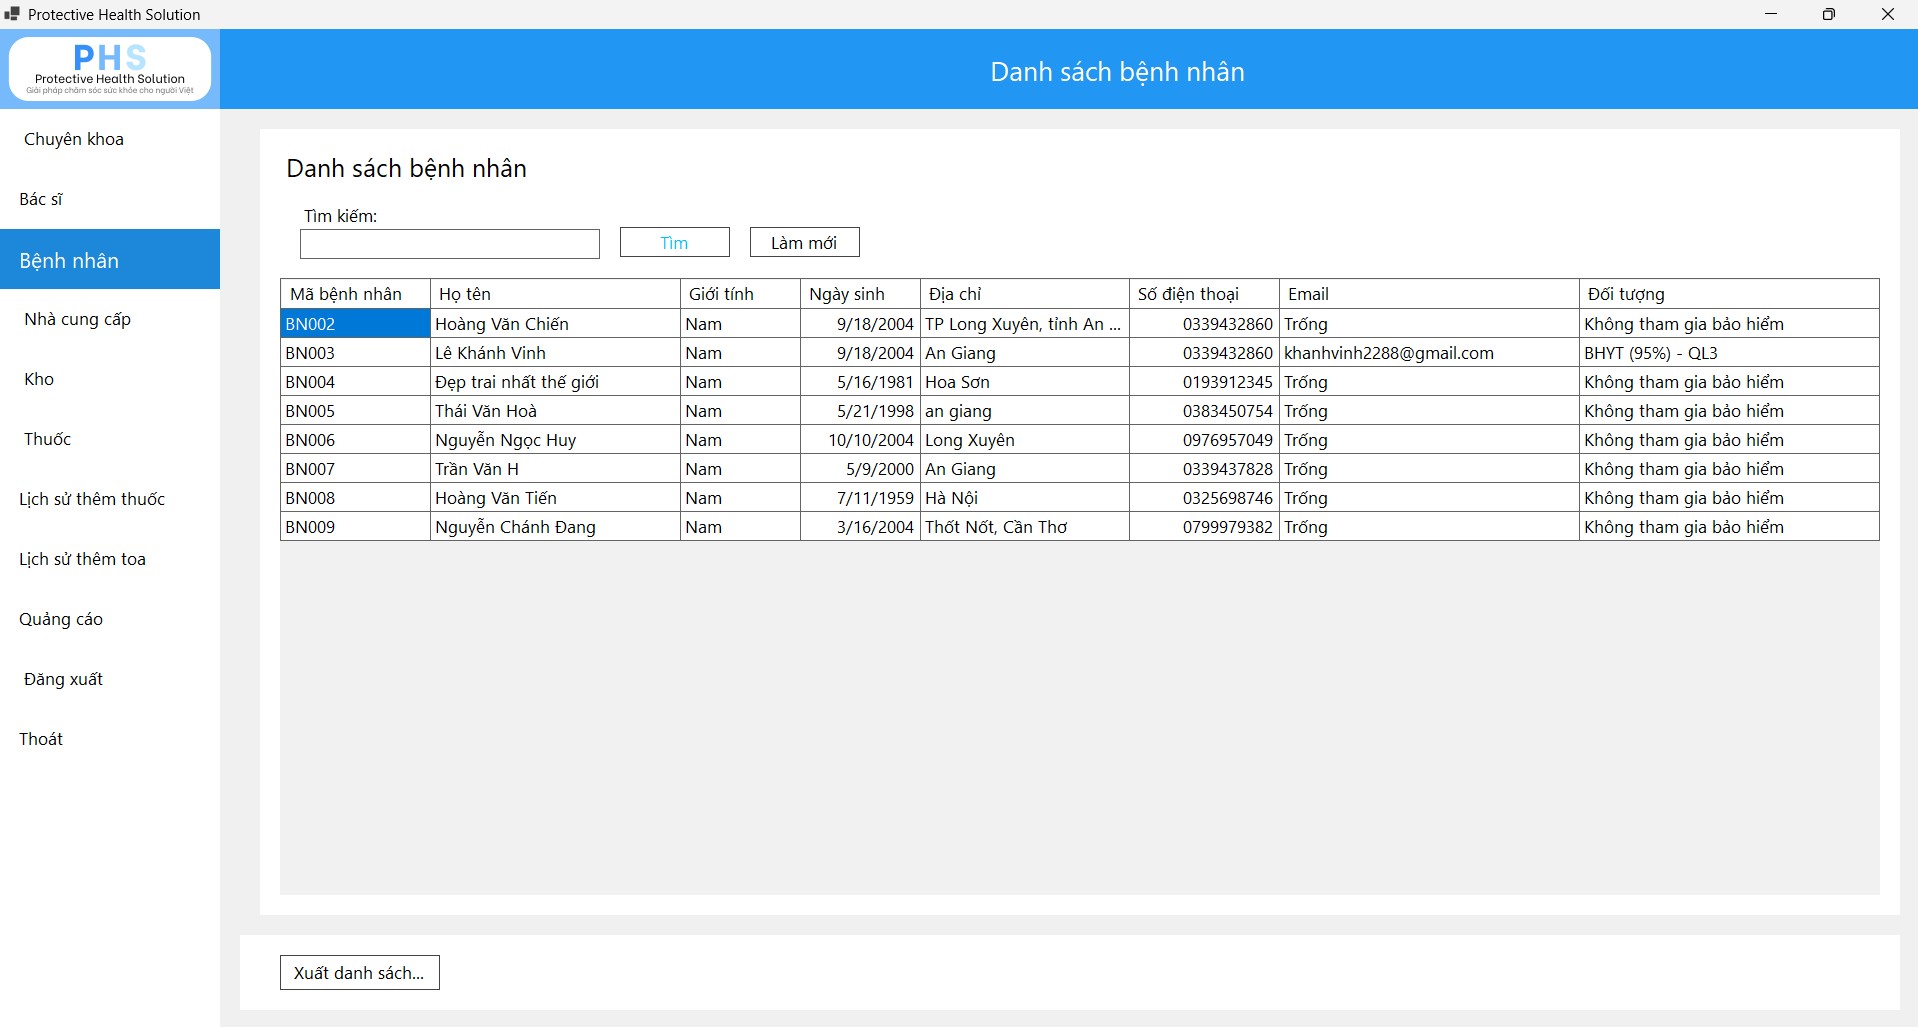 Protective Health Solution
PHS
Protective Health Solution
Giải pháp chăm sóc sức khỏe cho người Việt
Danh sách bệnh nhân
Chuyên khoa
Bác sĩ
Bệnh nhân
Nhà cung cấp
Kho
Thuốc
Lịch sử thêm thuốc
Lịch sử thêm toa
Quảng cáo
Đăng xuất
Thoát
Danh sách bệnh nhân
Tìm kiếm:
Tìm Làm mới
Mã bệnh nhân Họ tên Giới tính Ngày sinh Địa chỉ Số điện thoại Email Đối tượng
BN002 Hoàng Văn Chiến Nam 9/18/2004 TP Long Xuyên, tỉnh An ... 0339432860 Trống Không tham gia bảo hiểm
BN003 Lê Khánh Vinh Nam 9/18/2004 An Giang 0339432860 khanhvinh2288@gmail.com BHYT (95%) - QL3
BN004 Đẹp trai nhất thế giới Nam 5/16/1981 Hoa Sơn 0193912345 Trống Không tham gia bảo hiểm
BN005 Thái Văn Hoà Nam 5/21/1998 an giang 0383450754 Trống Không tham gia bảo hiểm
BN006 Nguyễn Ngọc Huy Nam 10/10/2004 Long Xuyên 0976957049 Trống Không tham gia bảo hiểm
BN007 Trần Văn H Nam 5/9/2000 An Giang 0339437828 Trống Không tham gia bảo hiểm
BN008 Hoàng Văn Tiến Nam 7/11/1959 Hà Nội 0325698746 Trống Không tham gia bảo hiểm
BN009 Nguyễn Chánh Đang Nam 3/16/2004 Thốt Nốt, Cần Thơ 0799979382 Trống Không tham gia bảo hiểm
Xuất danh sách...